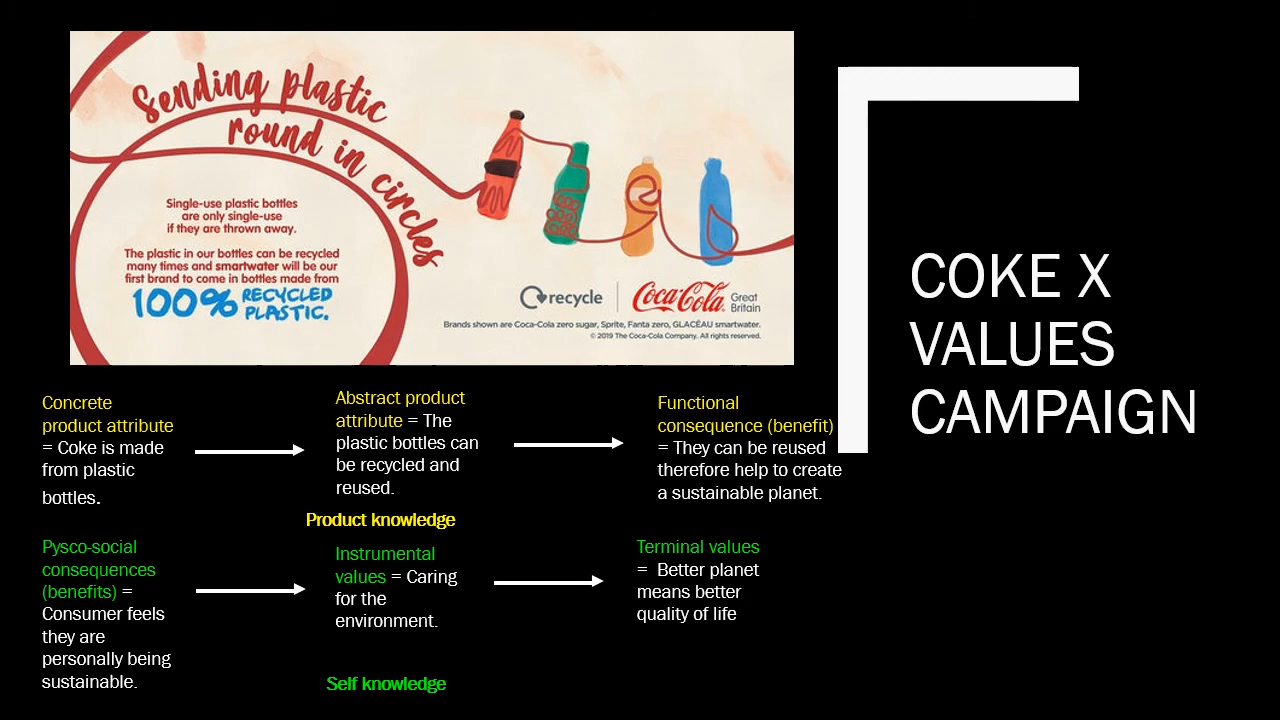 Sending plastic
round in circles
Single-use plastic bottles
are only single-use
if they are thrown away.
The plastic in our bottles can be recycled
many times and smartwater will be our
first brand to come in bottles made from
100% RECYCLED
PLASTIC.
recycle
Coca-Cola
Great
Britain
Brands shown are Coca-Cola zero sugar, Sprite, Fanta zero, GLACÉAU smartwater.
© 2019 The Coca-Cola Company. All rights reserved.
COKE X
VALUES
CAMPAIGN
Concrete
product attribute
= Coke is made
from plastic
bottles.
Abstract product
attribute = The
plastic bottles can
be recycled and
reused.
Functional
consequence (benefit)
= They can be reused
therefore help to create
a sustainable planet.
Product knowledge
Pysco-social
consequences
(benefits) =
Consumer feels
they are
personally being
sustainable.
Instrumental
values = Caring
for the
environment.
Terminal values
= Better planet
means better
quality of life
Self knowledge